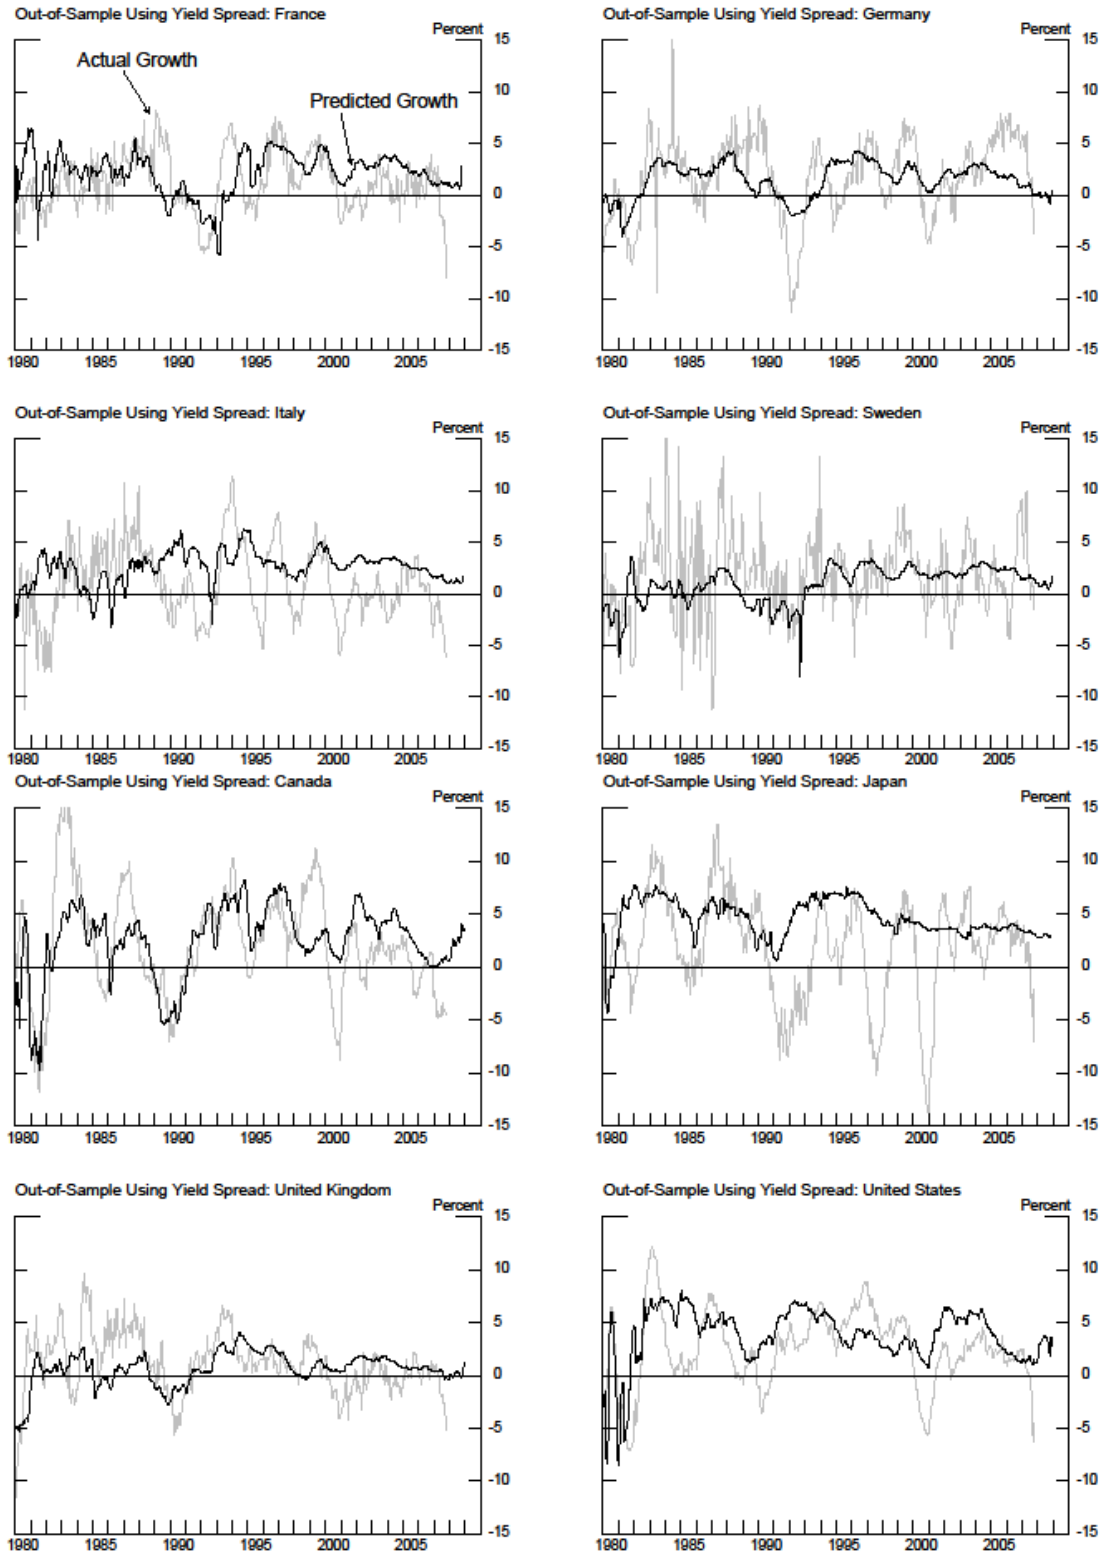 Out-of-Sample Using Yield Spread: France
Percent
Actual Growth
Predicted Growth
15
10
5
0
-5
-10
-15
1980 1985 1990 1995 2000 2005
Out-of-Sample Using Yield Spread: Germany
Percent
15
10
5
0
-5
-10
-15
1980 1985 1990 1995 2000 2005
Out-of-Sample Using Yield Spread: Italy
Percent
15
10
5
0
-5
-10
-15
1980 1985 1990 1995 2000 2005
Out-of-Sample Using Yield Spread: Sweden
Percent
15
10
5
0
-5
-10
-15
1980 1985 1990 1995 2000 2005
Out-of-Sample Using Yield Spread: Canada
Percent
15
10
5
0
-5
-10
-15
1980 1985 1990 1995 2000 2005
Out-of-Sample Using Yield Spread: Japan
Percent
15
10
5
0
-5
-10
-15
1980 1985 1990 1995 2000 2005
Out-of-Sample Using Yield Spread: United Kingdom
Percent
15
10
5
0
-5
-10
-15
1980 1985 1990 1995 2000 2005
Out-of-Sample Using Yield Spread: United States
Percent
15
10
5
0
-5
-10
-15
1980 1985 1990 1995 2000 2005